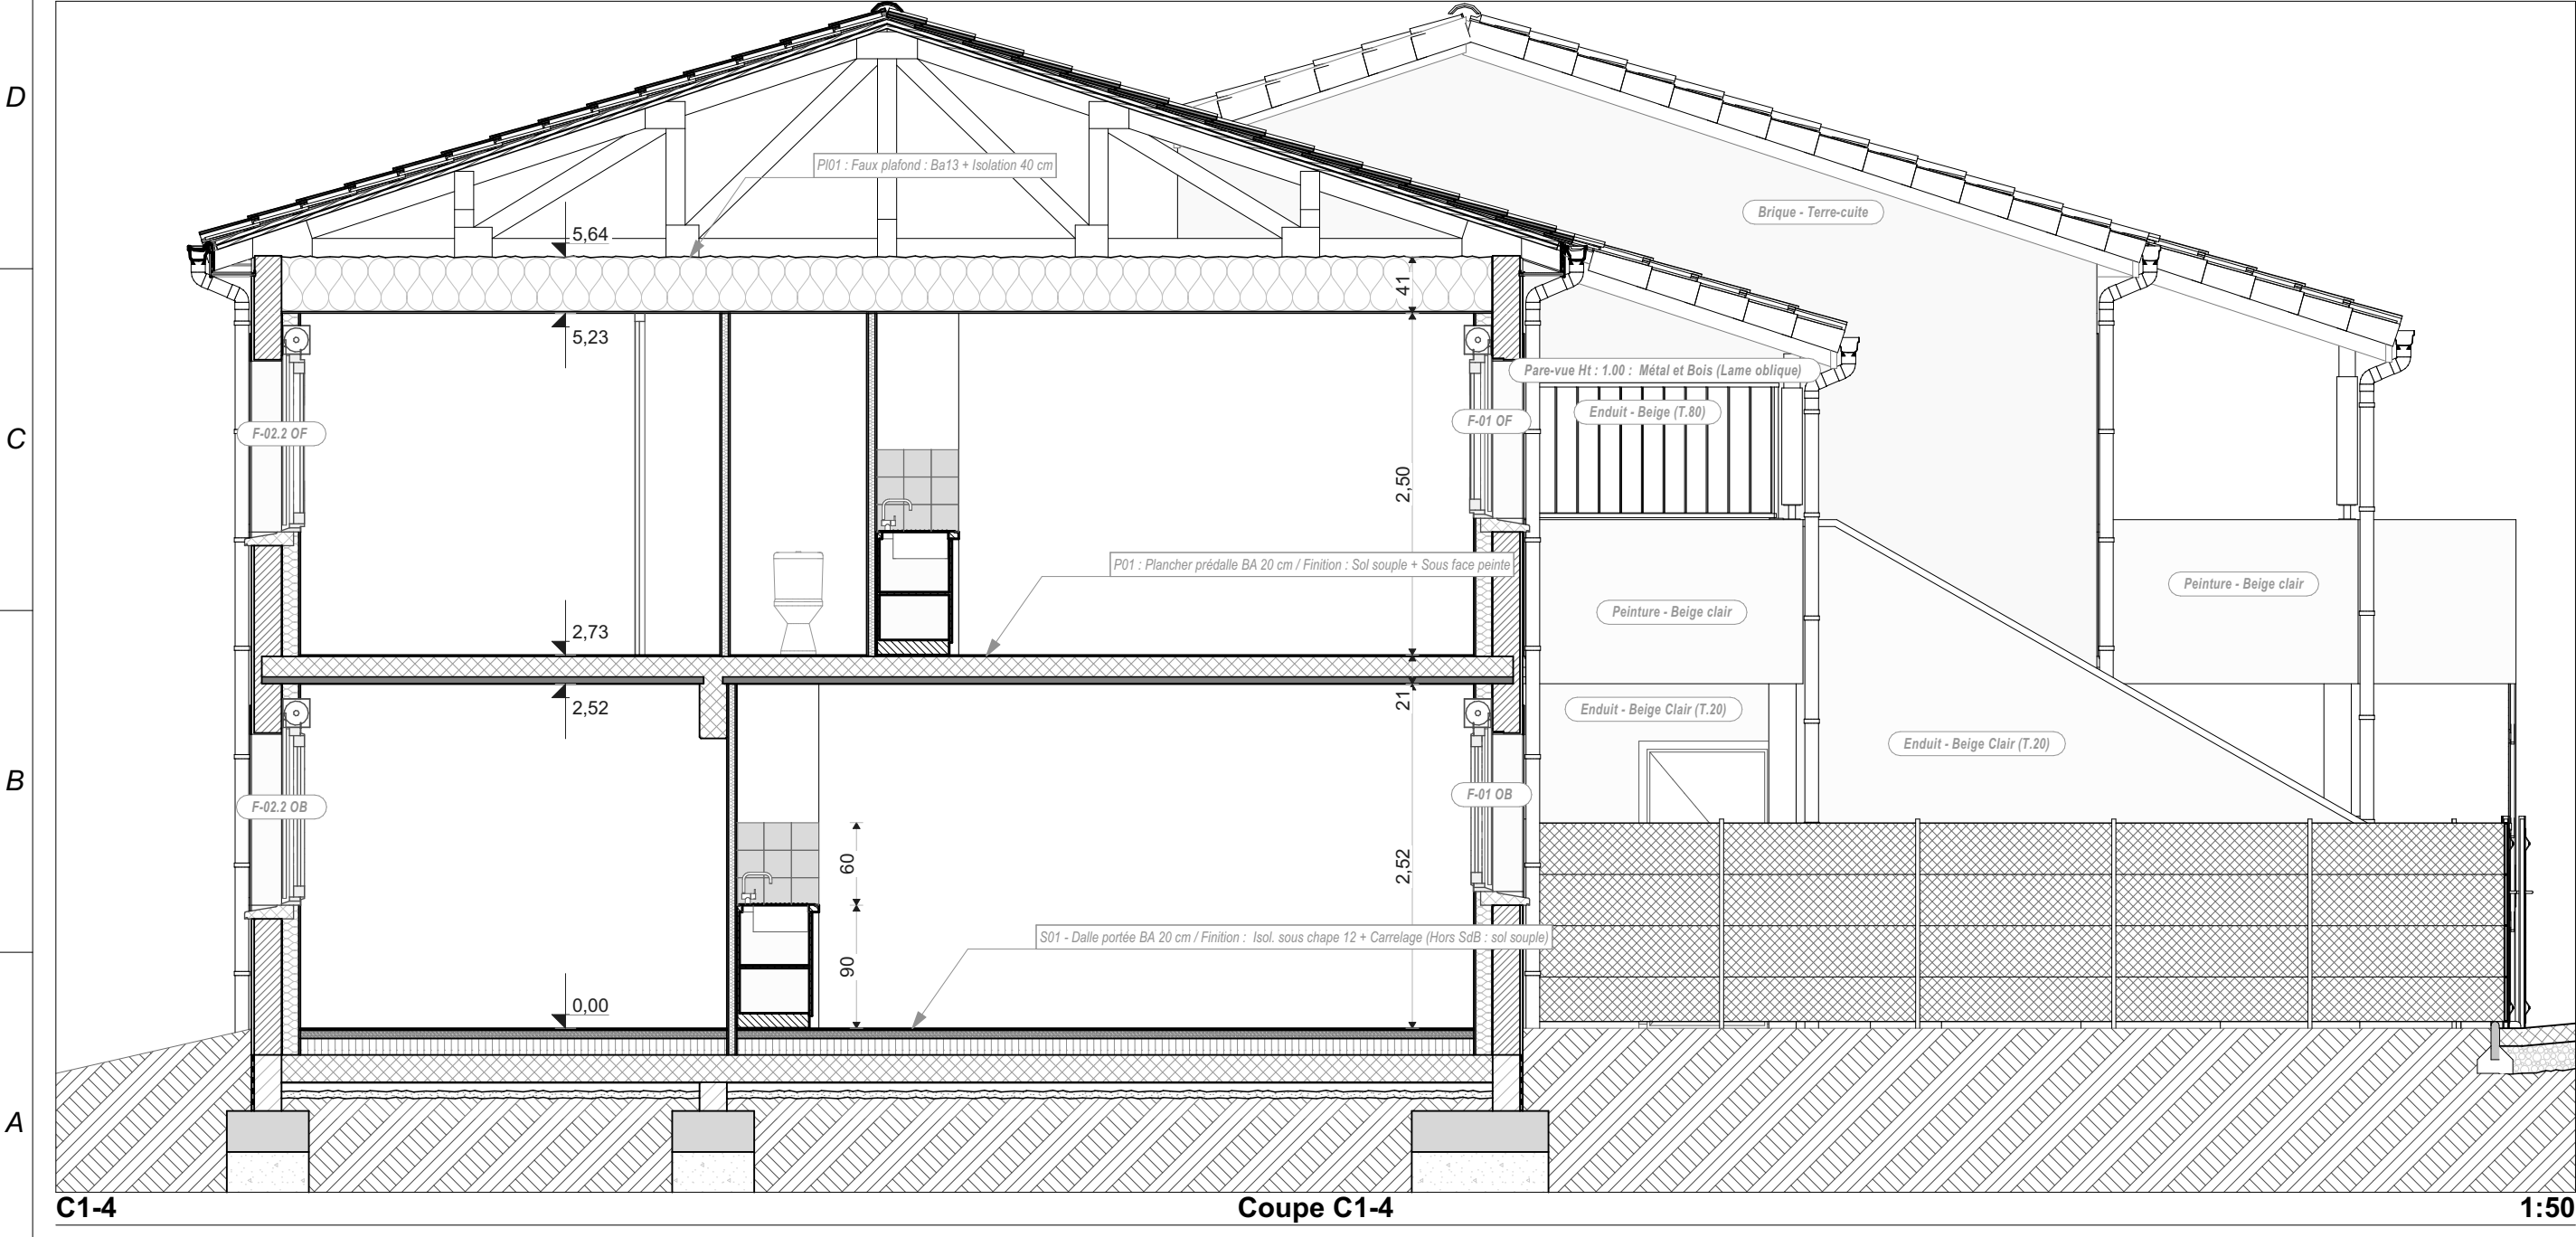 D
PI01 : Faux plafond : Ba13 + Isolation 40 cm
Brique - Terre-cuite
5,64
41
5,23
Pare-vue Ht : 1.00 : Métal et Bois (Lame oblique)
Enduit - Beige (T.80)
C
F-02.2 OF
F-01 OF
2,50
P01 : Plancher prédalle BA 20 cm / Finition : Sol souple + Sous face peinte
Peinture - Beige clair
Peinture - Beige clair
2,73
2,52
21
Enduit - Beige Clair (T.20)
Enduit - Beige Clair (T.20)
B
F-02.2 OB
F-01 OB
60
2,52
S01 - Dalle portée BA 20 cm / Finition : Isol. sous chape 12 + Carrelage (Hors SdB : sol souple)
90
0,00
A
C1-4
Coupe C1-4
1:50